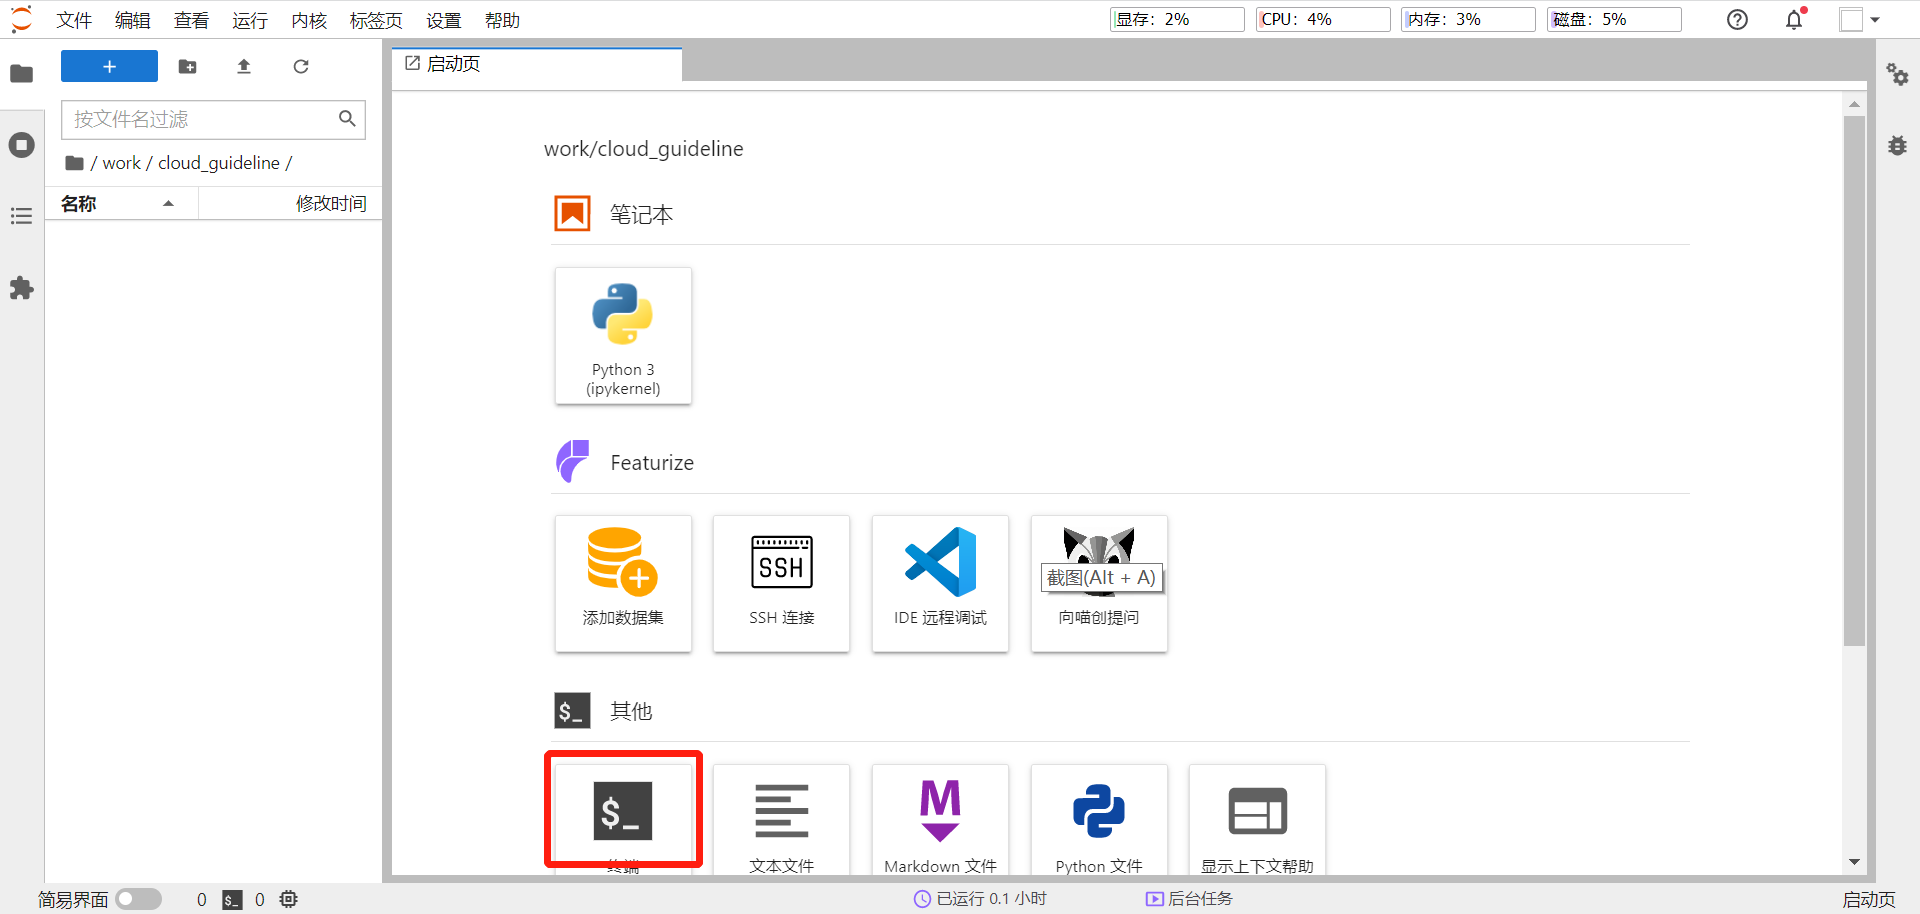 文件 编辑 查看 运行 内核 标签页 设置 帮助 显存：2% CPU：4% 内存：3% 磁盘：5%
启动页
按文件名过滤
/ work / cloud_guideline /
名称 修改时间
work/cloud_guideline
笔记本
Python 3
(ipykernel)
Featurize
SSH
截图(Alt + A)
添加数据集 SSH 连接 IDE 远程调试 向喵创提问
$_ 其他
$_ M
终端 文本文件 Markdown 文件 Python 文件 显示上下文帮助
简易界面 0 $_ 0 已运行 0.1 小时 后台任务 启动页